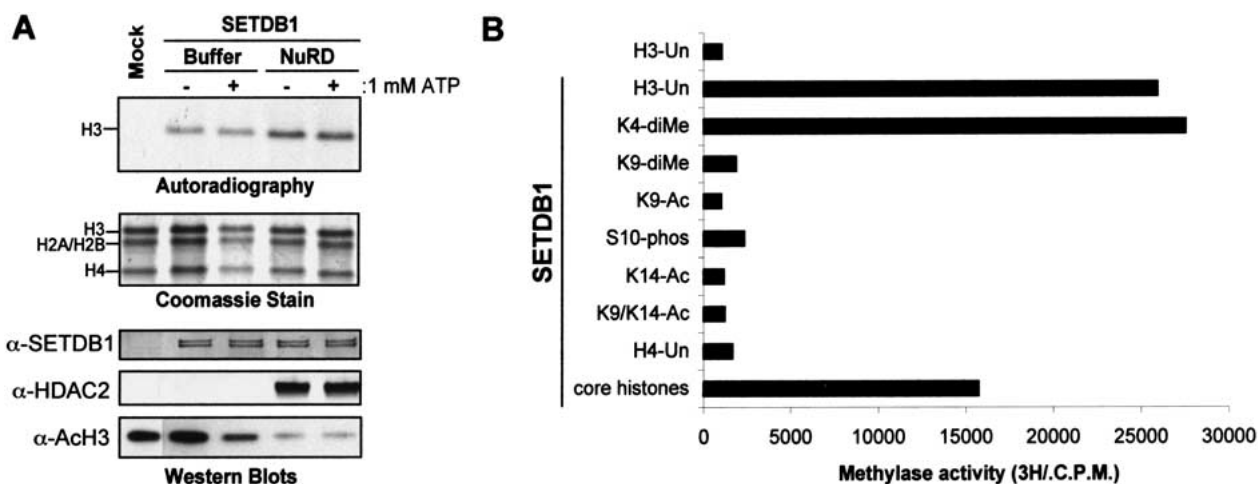 A
SETDB1
Mock
Buffer
NuRD
- + - + :1 mM ATP
H3
Autoradiography
H3
H2A/H2B
H4
Coomassie Stain
α-SETDB1
α-HDAC2
α-AcH3
Western Blots
B
SETDB1
H3-Un
H3-Un
K4-diMe
K9-diMe
K9-Ac
S10-phos
K14-Ac
K9/K14-Ac
H4-Un
core histones
0 5000 10000 15000 20000 25000 30000
Methylase activity (3H/.C.P.M.)